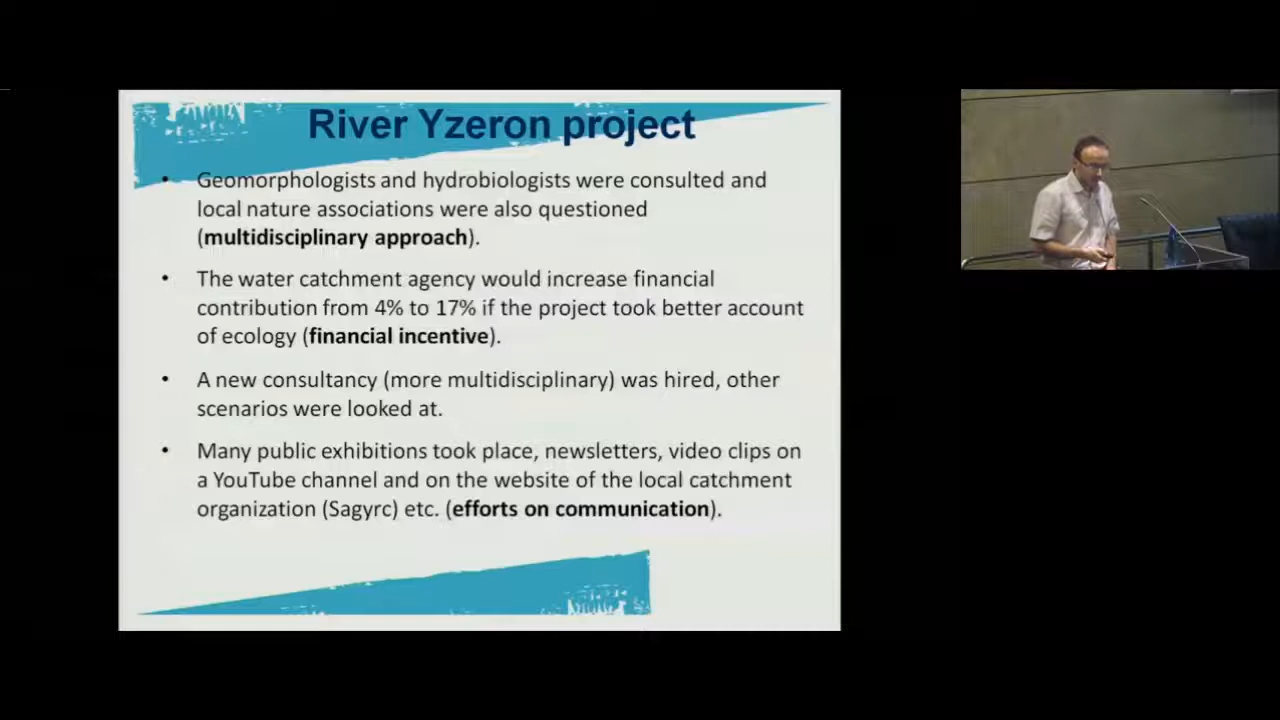 River Yzeron project
• Geomorphologists and hydrobiologists were consulted and
local nature associations were also questioned
(multidisciplinary approach).
• The water catchment agency would increase financial
contribution from 4% to 17% if the project took better account
of ecology (financial incentive).
• A new consultancy (more multidisciplinary) was hired, other
scenarios were looked at.
• Many public exhibitions took place, newsletters, video clips on
a YouTube channel and on the website of the local catchment
organization (Sagyrc) etc. (efforts on communication).